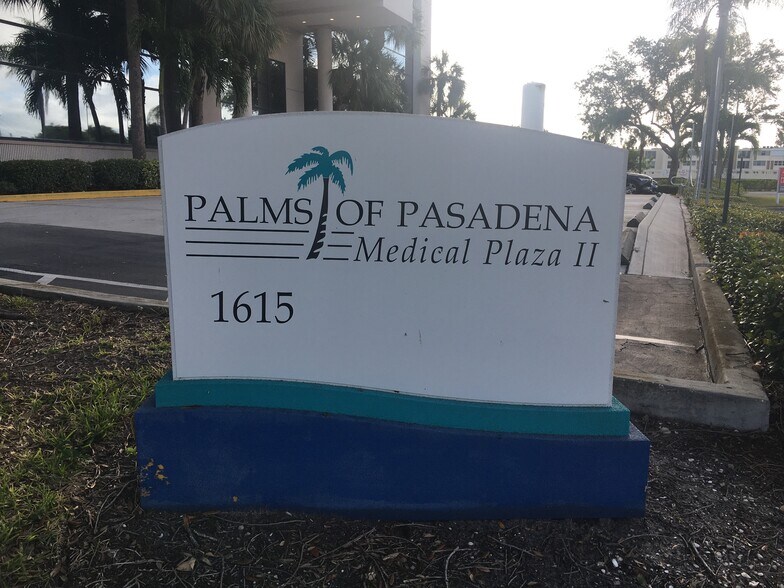 PALMS OF PASADENA
Medical Plaza II
1615